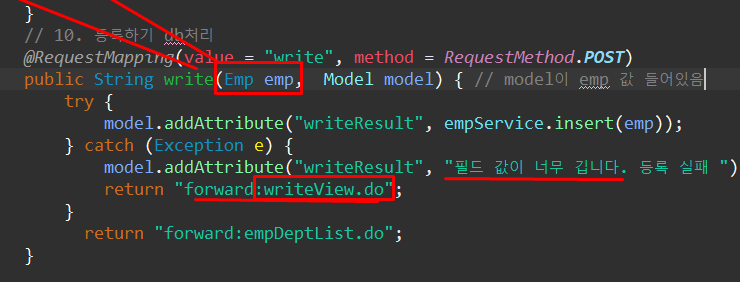 }
// 10. 등록하기 db처리
@RequestMapping(value = "write", method = RequestMethod.POST)
public String write(Emp emp,  Model model) { // model이 emp 값 들어있음
try {
model.addAttribute("writeResult", empService.insert(emp));
} catch (Exception e) {
model.addAttribute("writeResult", "필드 값이 너무 깁니다. 등록 실패 ")
return "forward:writeView.do";
}
return "forward:empDeptList.do";
}